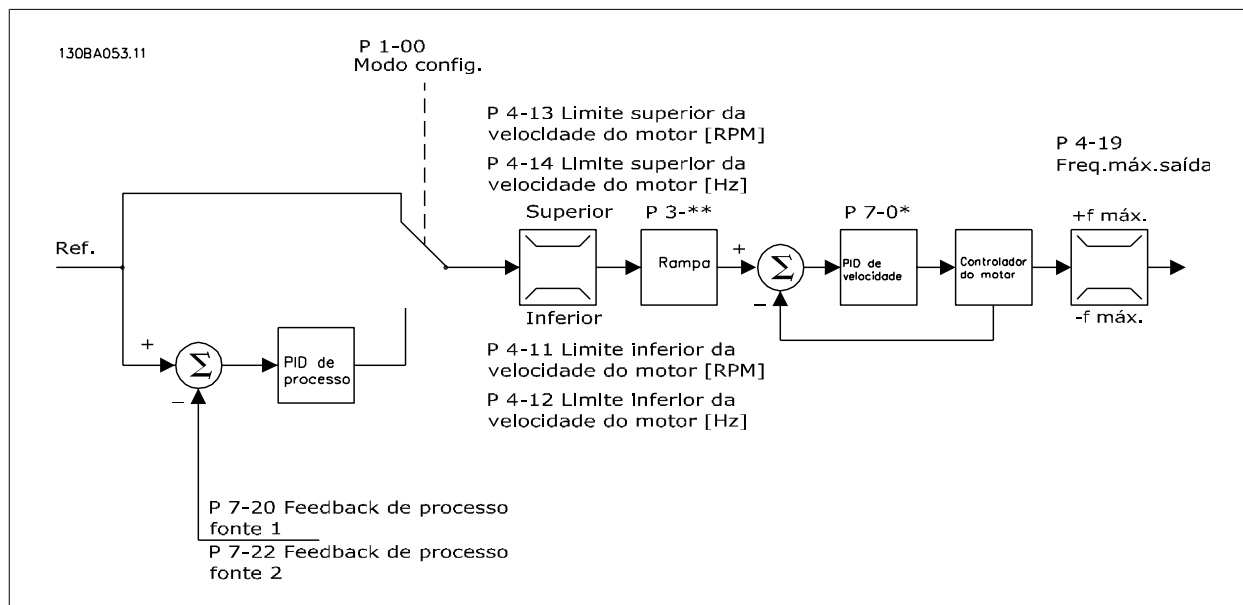 130BA053.11
P 1-00
Modo config.
P 4-13 Limite superior da
velocidade do motor [RPM]
P 4-14 Limite superior da
velocidade do motor [Hz]
P 4-19
Freq.máx.saída
Superior
P 3-**
P 7-0*
+f máx.
Ref.
Rampa
+
Σ
PID de
velocidade
Controlador
do motor
−
Inferior
-f máx.
+
Σ
PID de
processo
−
P 4-11 Limite inferior da
velocidade do motor [RPM]
P 4-12 Limite inferior da
velocidade do motor [Hz]
P 7-20 Feedback de processo
fonte 1
P 7-22 Feedback de processo
fonte 2